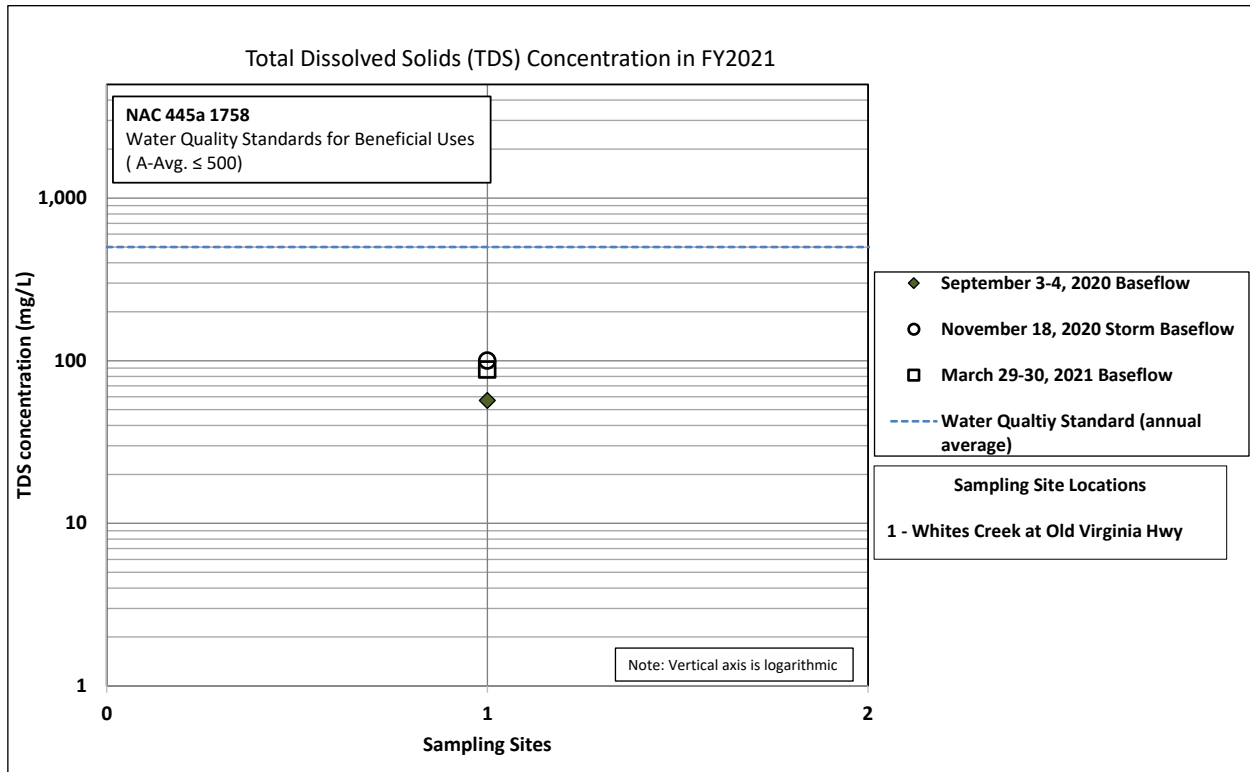 Total Dissolved Solids (TDS) Concentration in FY2021
NAC 445a 1758
Water Quality Standards for Beneficial Uses
( A-Avg. ≤ 500)
1,000
100
10
1
TDS concentration (mg/L)
0
1
2
Sampling Sites
Note: Vertical axis is logarithmic
September 3-4, 2020 Baseflow
November 18, 2020 Storm Baseflow
March 29-30, 2021 Baseflow
Water Qualtiy Standard (annual
average)
Sampling Site Locations
1 - Whites Creek at Old Virginia Hwy